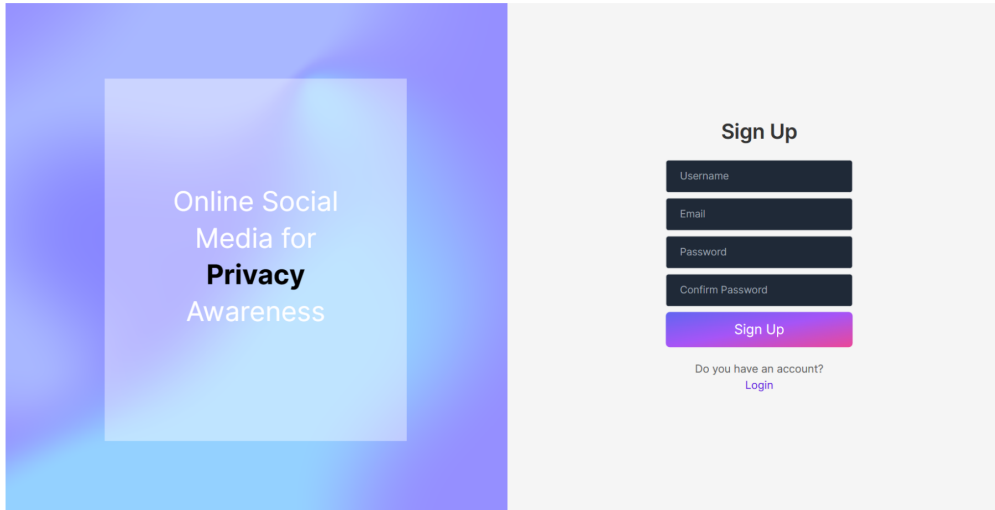 Online Social
Media for
Privacy
Awareness
Sign Up
Username
Email
Password
Confirm Password
Sign Up
Do you have an account?
Login